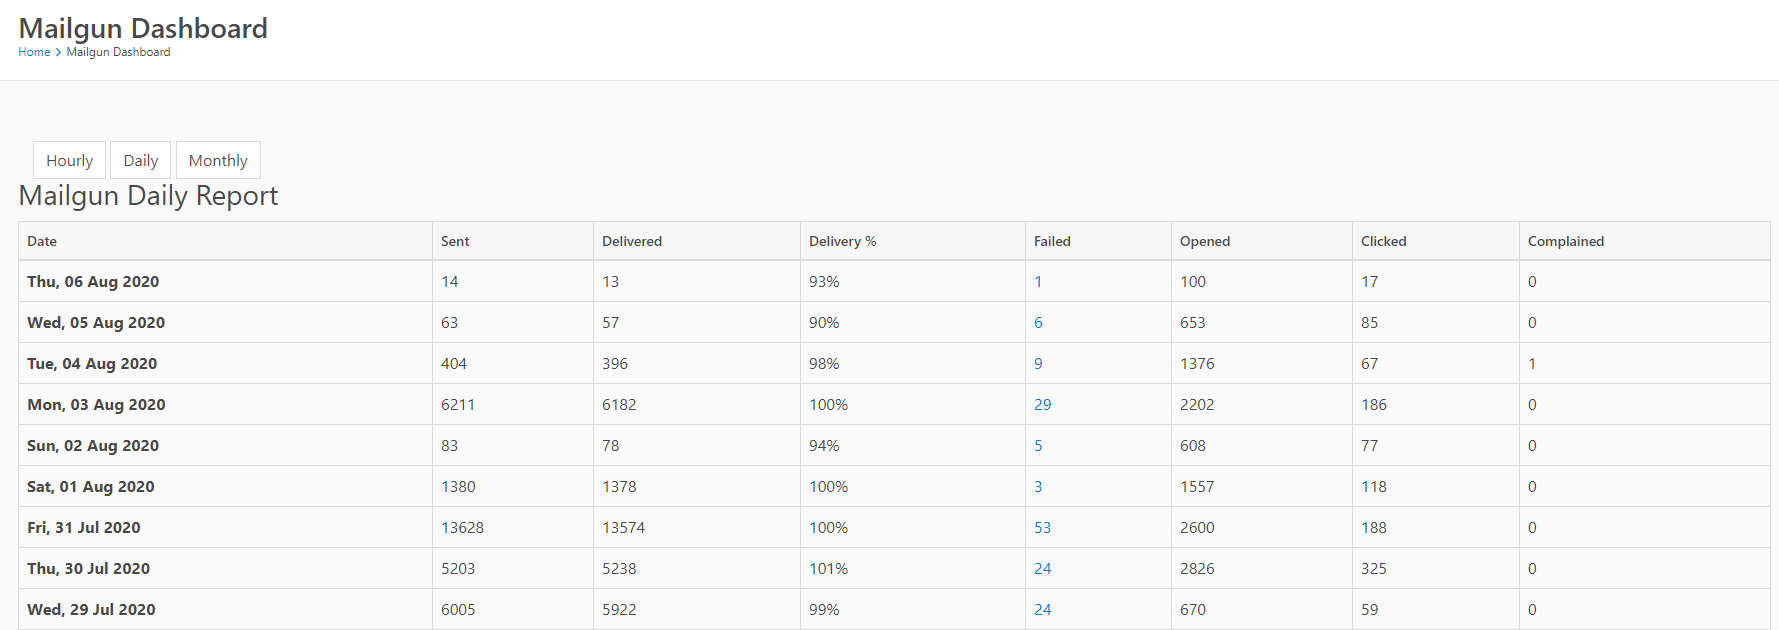 Mailgun Dashboard
Home > Mailgun Dashboard
Hourly Daily Monthly
Mailgun Daily Report
Date Sent Delivered Delivery % Failed Opened Clicked Complained
Thu, 06 Aug 2020 14 13 93% 1 100 17 0
Wed, 05 Aug 2020 63 57 90% 6 653 85 0
Tue, 04 Aug 2020 404 396 98% 9 1376 67 1
Mon, 03 Aug 2020 6211 6182 100% 29 2202 186 0
Sun, 02 Aug 2020 83 78 94% 5 608 77 0
Sat, 01 Aug 2020 1380 1378 100% 3 1557 118 0
Fri, 31 Jul 2020 13628 13574 100% 53 2600 188 0
Thu, 30 Jul 2020 5203 5238 101% 24 2826 325 0
Wed, 29 Jul 2020 6005 5922 99% 24 670 59 0